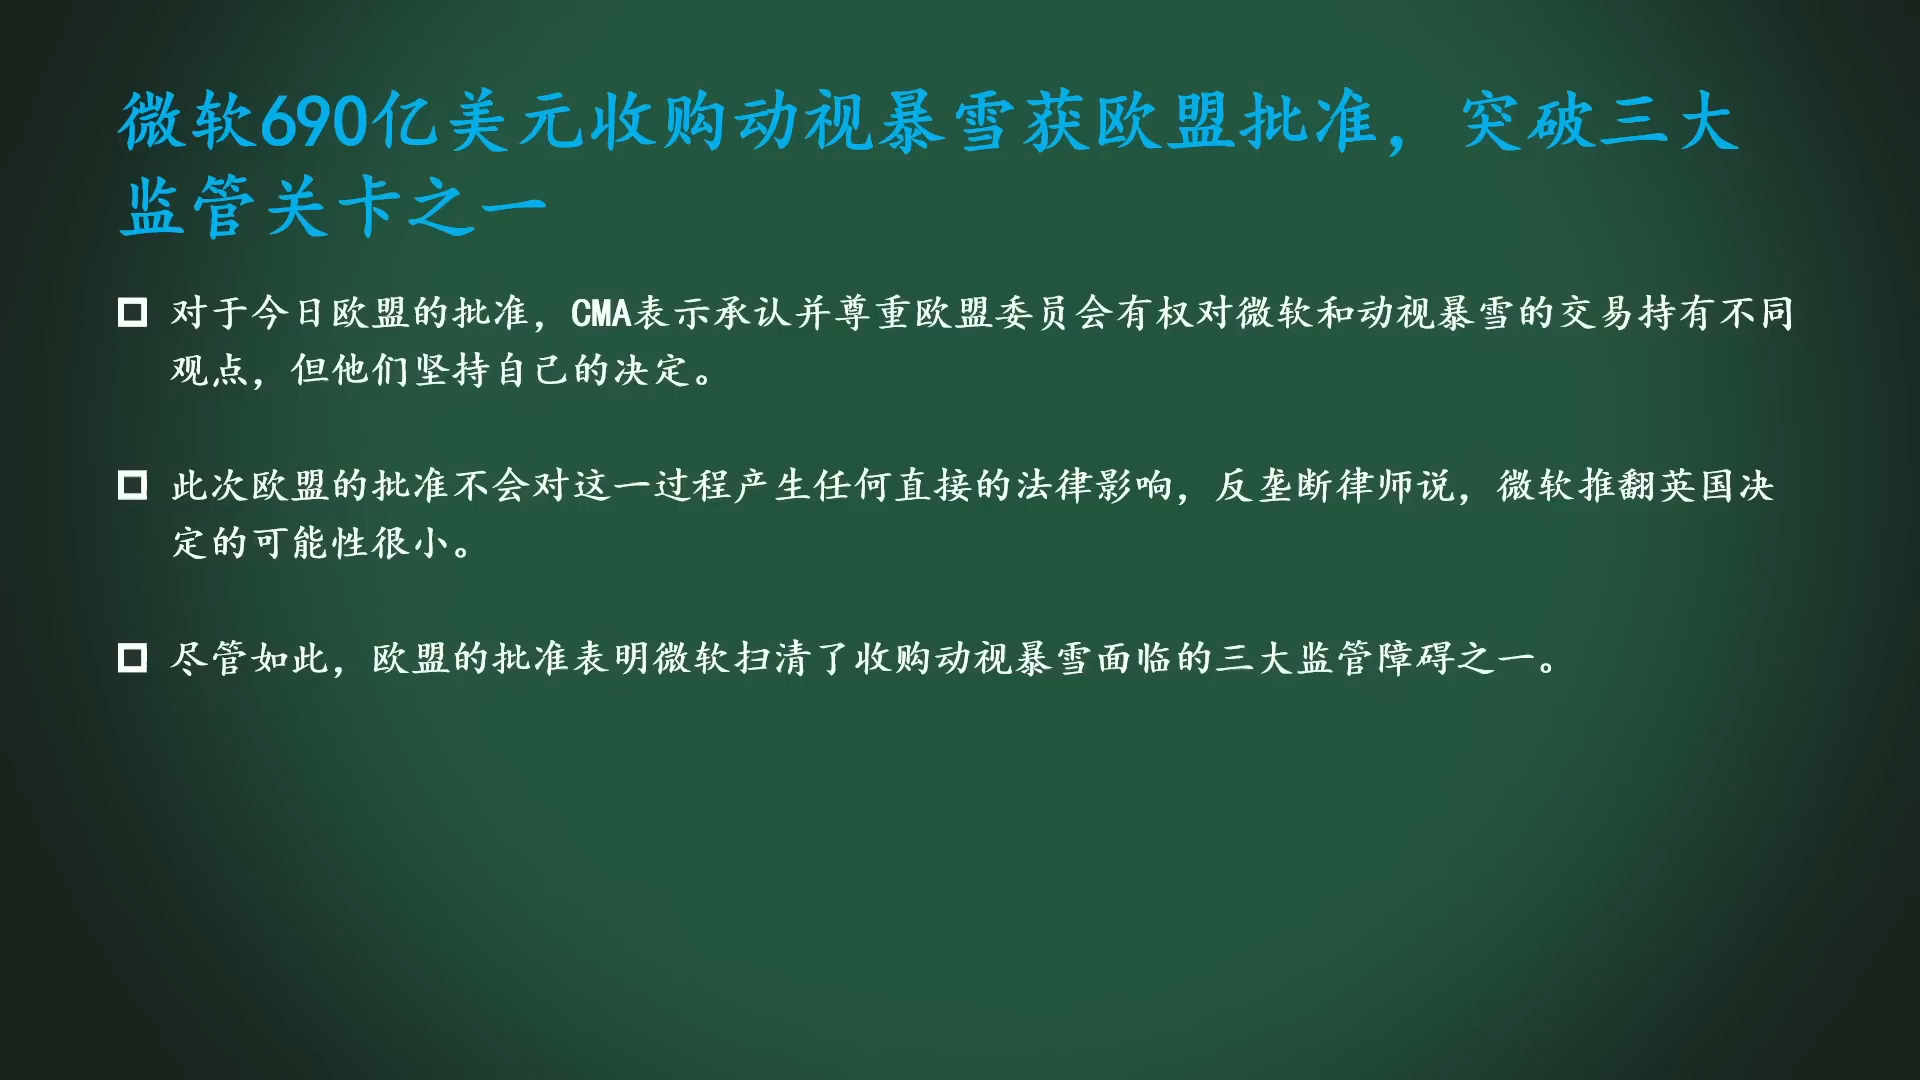 微软690亿美元收购动视暴雪获欧盟批准，突破三大
监管关卡之一
对于今日欧盟的批准，CMA表示承认并尊重欧盟委员会有权对微软和动视暴雪的交易持有不同
观点，但他们坚持自己的决定。
此次欧盟的批准不会对这一过程产生任何直接的法律影响，反垄断律师说，微软推翻英国决
定的可能性很小。
尽管如此，欧盟的批准表明微软扫清了收购动视暴雪面临的三大监管障碍之一。